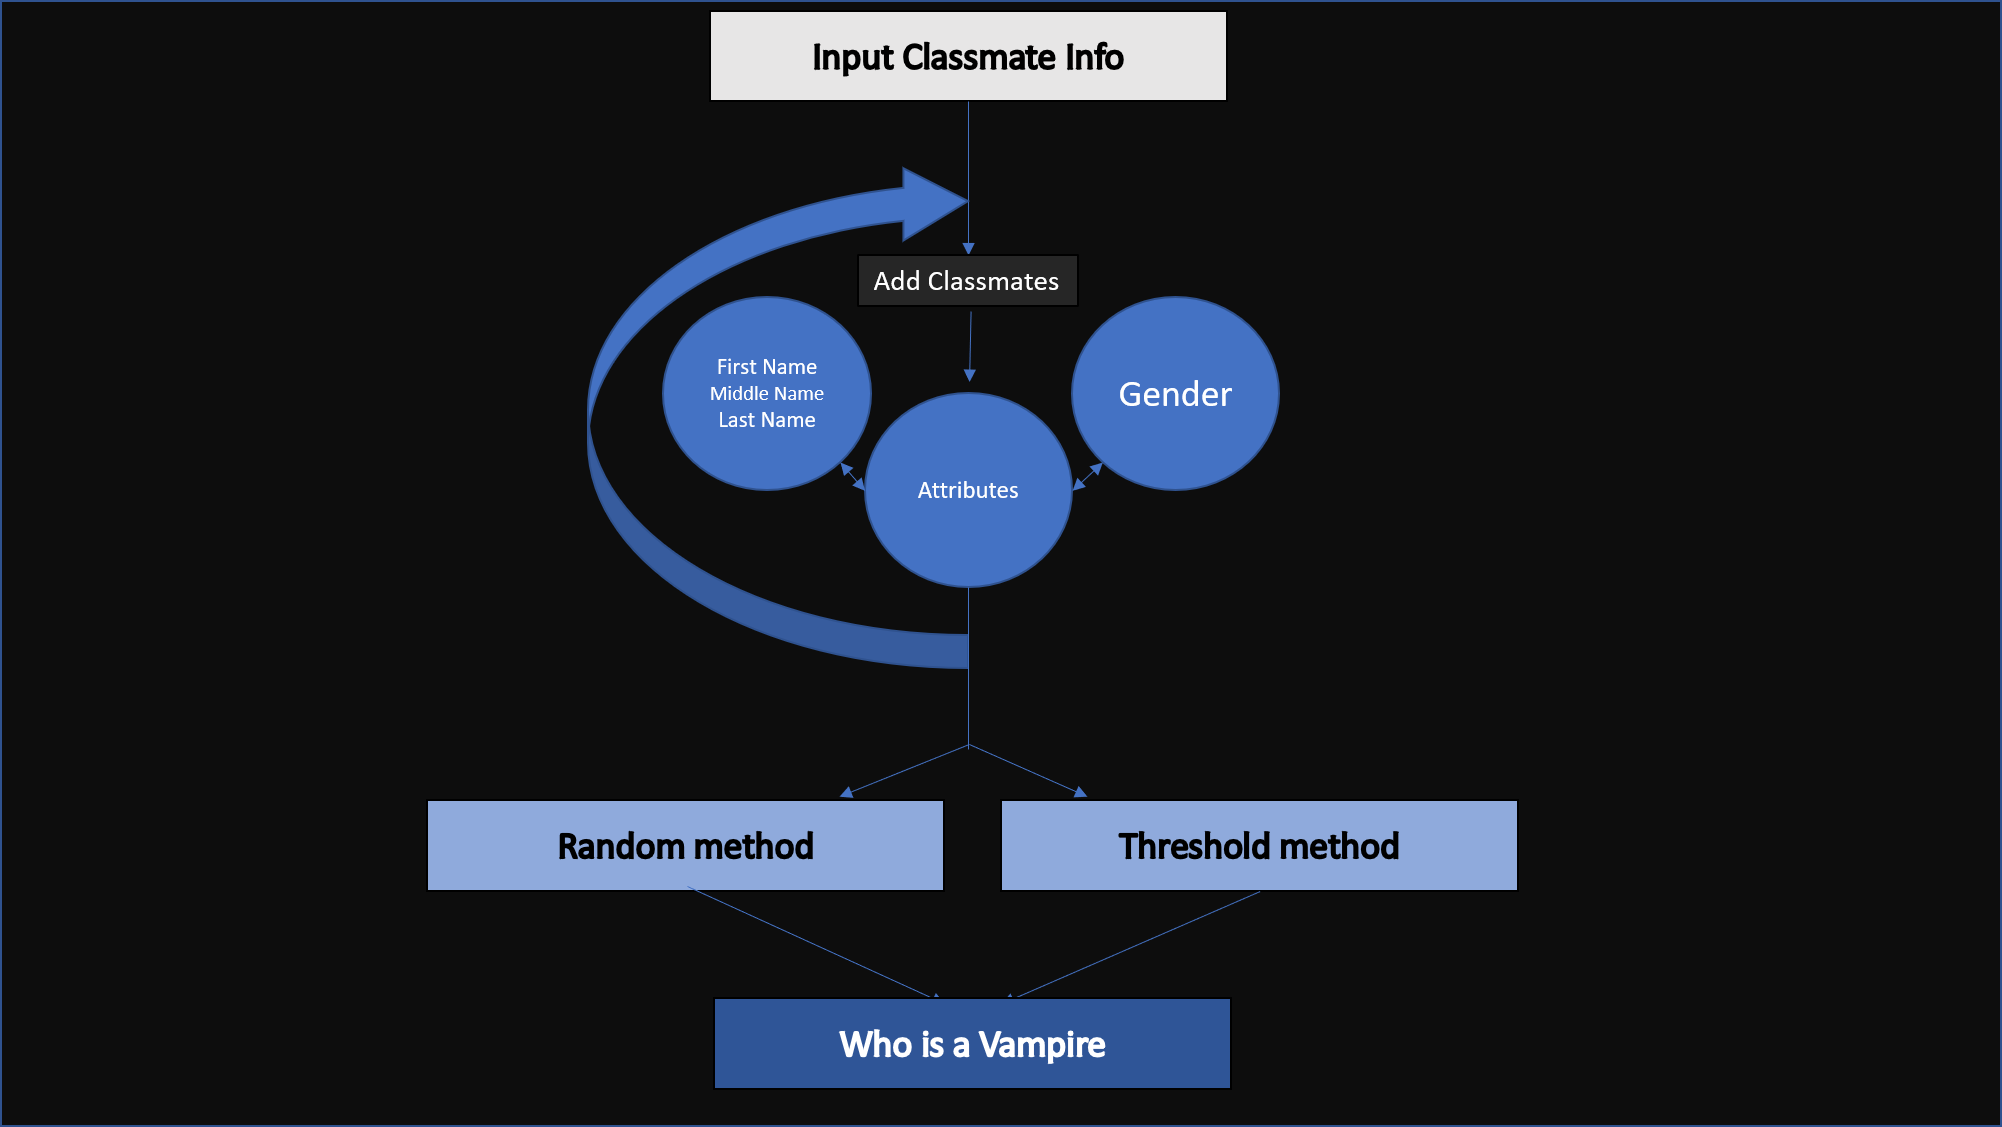 Input Classmate Info
Add Classmates
First Name
Middle Name
Last Name
Gender
Attributes
Random method
Threshold method
Who is a Vampire